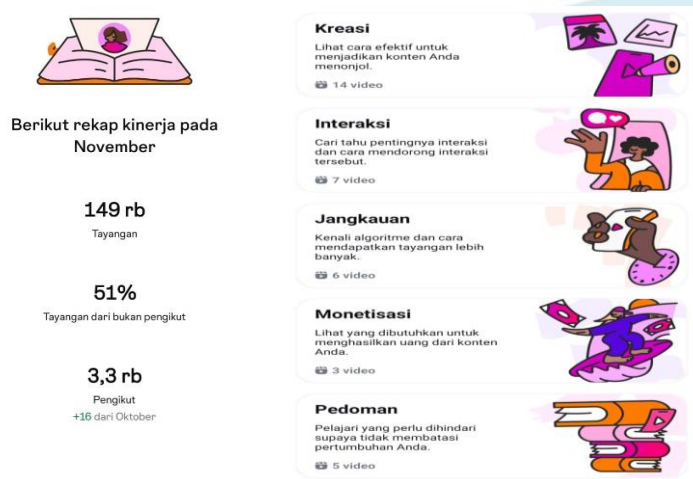 Berikut rekap kinerja pada
November
149 rb
Tayangan
51%
Tayangan dari bukan pengikut
3,3 rb
Pengikut
+16 dari Oktober
Kreasi
Lihat cara efektif untuk
menjadikan konten Anda
menonjol.
14 video
Interaksi
Cari tahu pentingnya interaksi
dan cara mendorong interaksi
tersebut.
7 video
Jangkauan
Kenali algoritme dan cara
mendapatkan tayangan lebih
banyak.
6 video
Monetisasi
Lihat yang dibutuhkan untuk
menghasilkan uang dari konten
Anda.
3 video
Pedoman
Pelajari yang perlu dihindari
supaya tidak membatasi
pertumbuhan Anda.
5 video